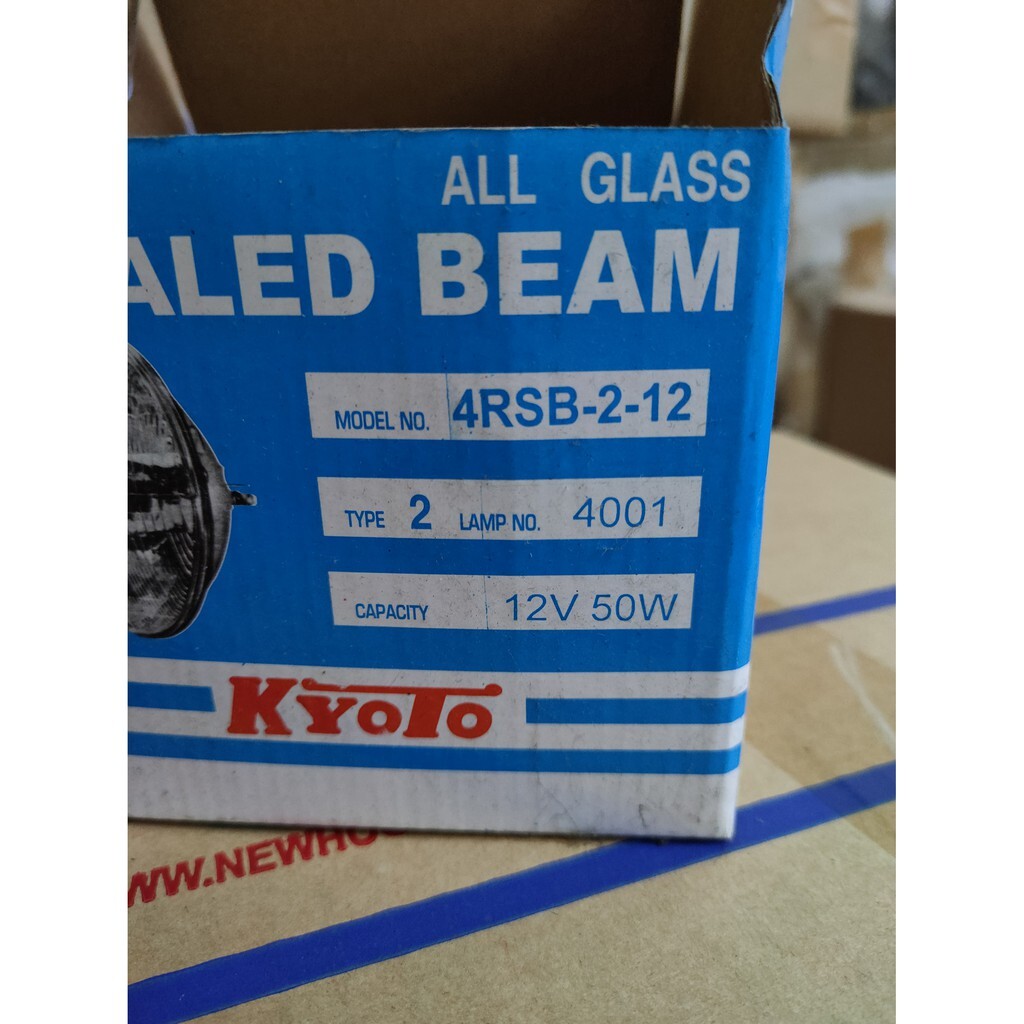 ALL GLASS
ALED BEAM
MODEL NO. 4RSB-2-12
TYPE 2 LAMP NO. 4001
CAPACITY 12V 50W
KYOTO
WW.NEWHO